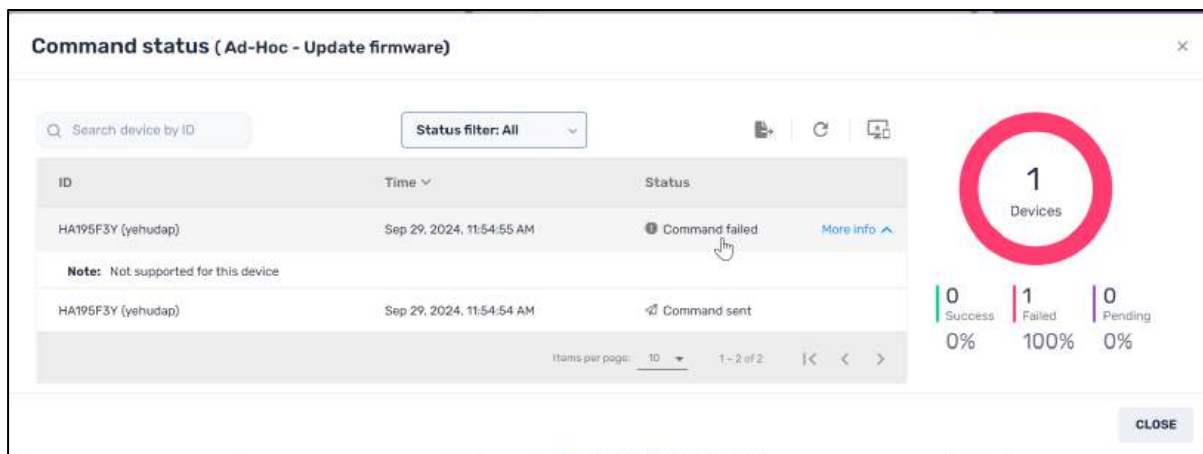 Command status ( Ad-Hoc - Update firmware)
Search device by ID
Status filter: All
ID Time Status
HA195F3Y (yehudap) Sep 29, 2024, 11:54:55 AM Command failed More info
Note: Not supported for this device
HA195F3Y (yehudap) Sep 29, 2024, 11:54:54 AM Command sent
Items per page: 10 1 – 2 of 2
1
Devices
0 1 0
Success Failed Pending
0% 100% 0%
CLOSE